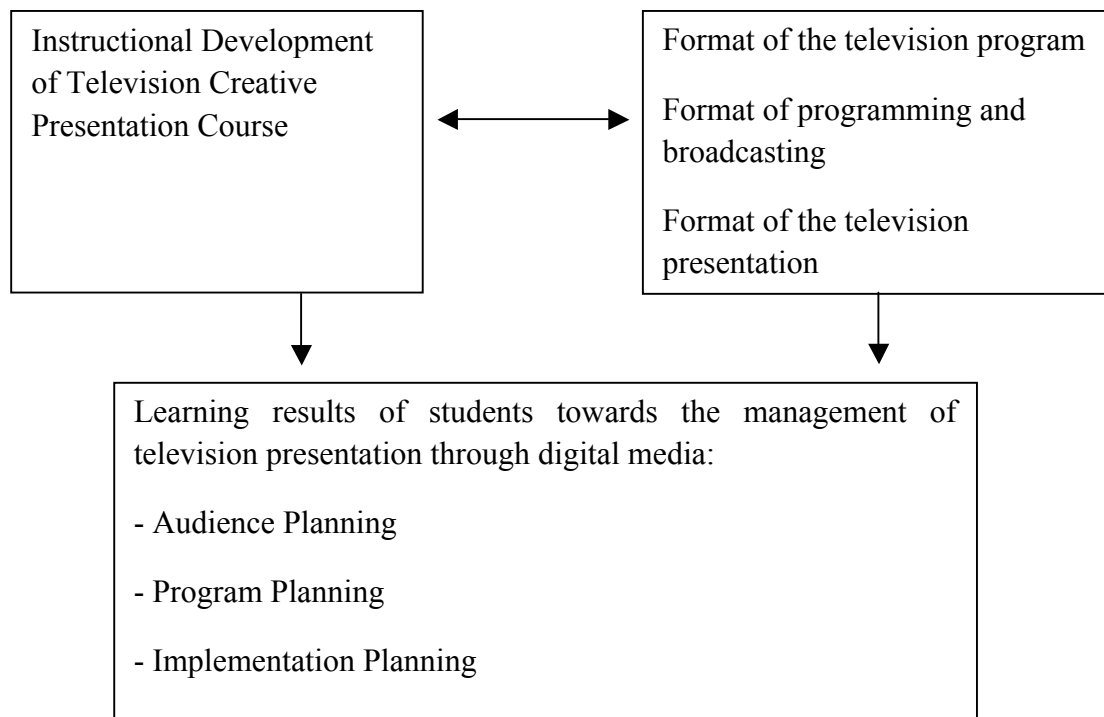 Instructional Development
of Television Creative
Presentation Course
Format of the television program
Format of programming and
broadcasting
Format of the television
presentation
Learning results of students towards the management of
television presentation through digital media:
- Audience Planning
- Program Planning
- Implementation Planning